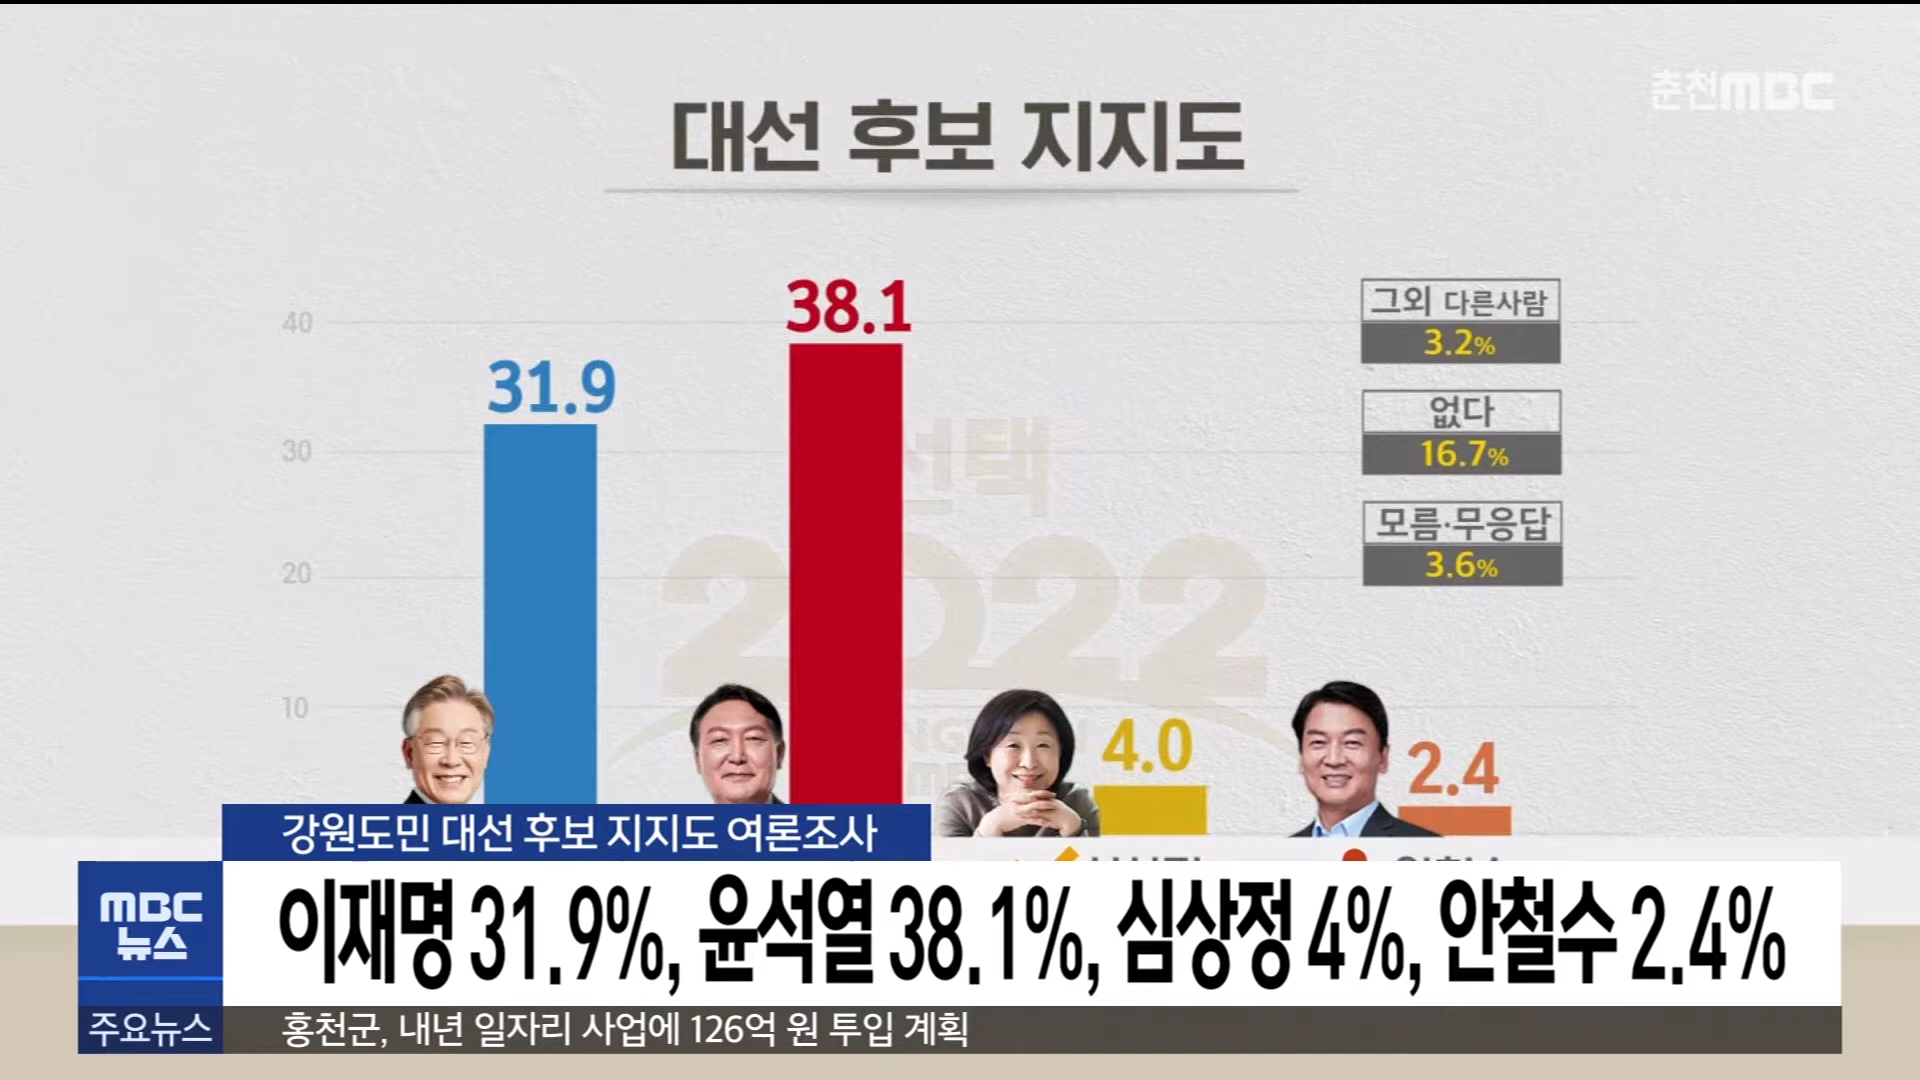 춘천MBC
대선 후보 지지도
40
30
20
10
31.9
38.1
4.0
2.4
그외 다른사람
3.2%
없다
16.7%
모름·무응답
3.6%
선택
2022
강원도민 대선 후보 지지도 여론조사
MBC
뉴스
이재명 31.9%, 윤석열 38.1%, 심상정 4%, 안철수 2.4%
주요뉴스
홍천군, 내년 일자리 사업에 126억 원 투입 계획